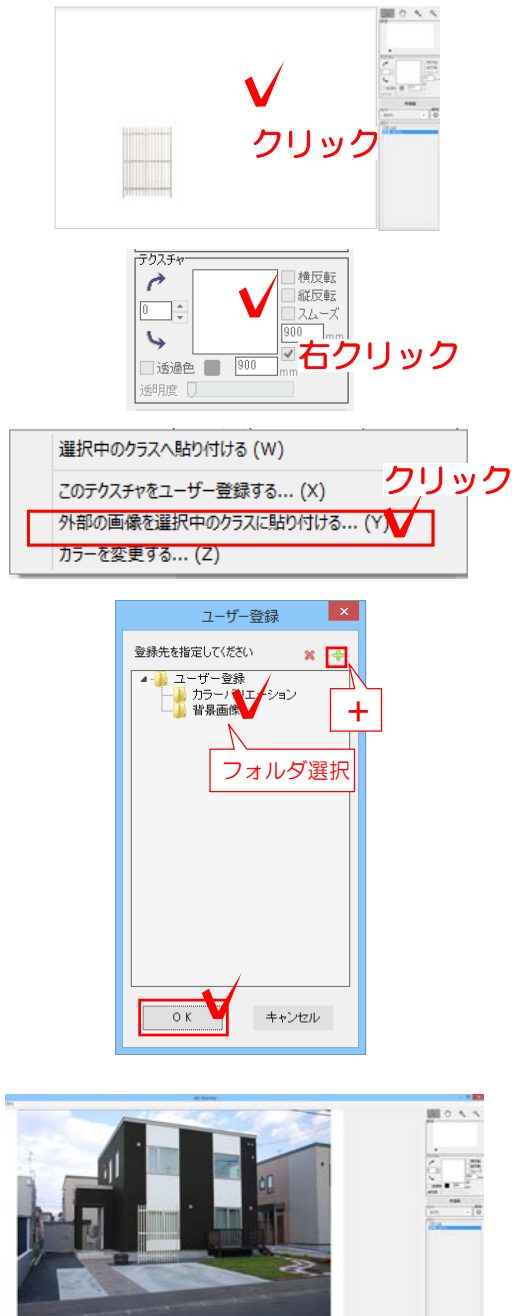 クリック
テクスチャ
横反転
縦反転
スムーズ
0
900 mm
右クリック
透過色 900 mm
透明度
選択中のクラスへ貼り付ける (W)
クリック
このテクスチャをユーザー登録する... (X)
外部の画像を選択中のクラスに貼り付ける... (Y)
カラーを変更する... (Z)
ユーザー登録
登録先を指定してください
ユーザー登録
カラーバリエーション
背景画像
+
フォルダ選択
OK キャンセル